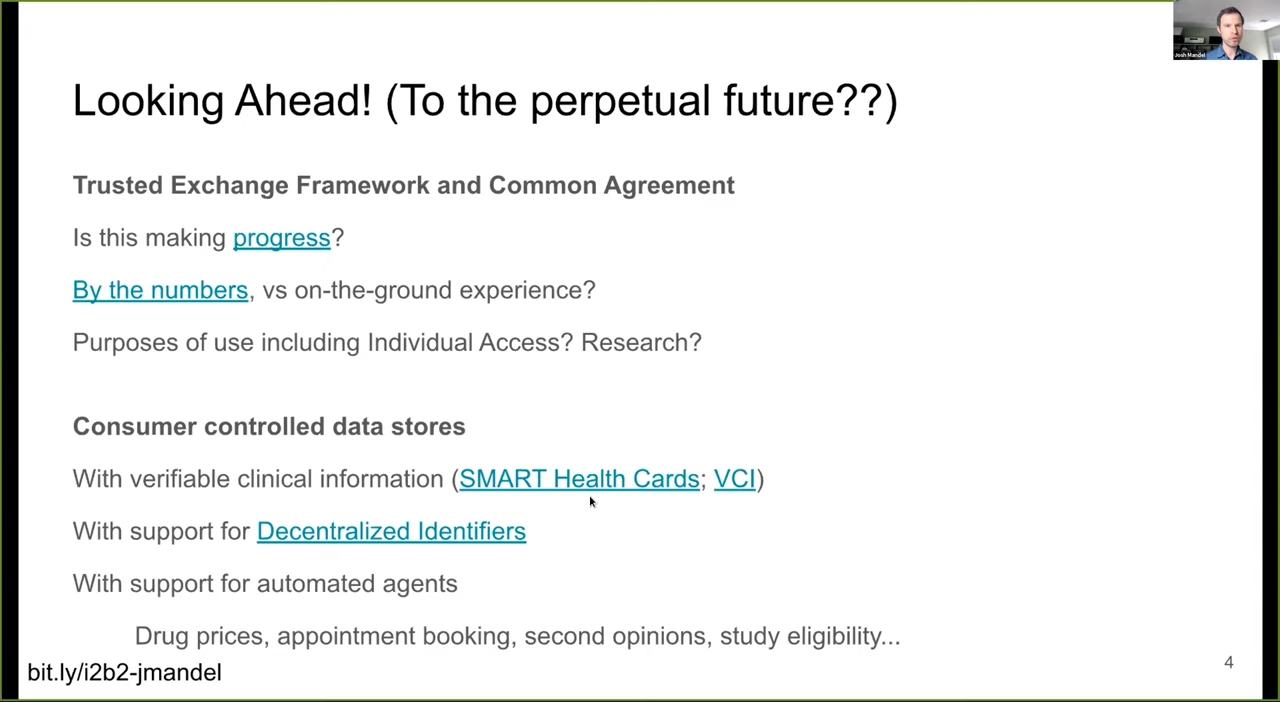 Josh Mandel
Looking Ahead! (To the perpetual future??)
Trusted Exchange Framework and Common Agreement
Is this making progress?
By the numbers, vs on-the-ground experience?
Purposes of use including Individual Access? Research?
Consumer controlled data stores
With verifiable clinical information (SMART Health Cards; VCI)
With support for Decentralized Identifiers
With support for automated agents
Drug prices, appointment booking, second opinions, study eligibility...
bit.ly/i2b2-jmandel
4